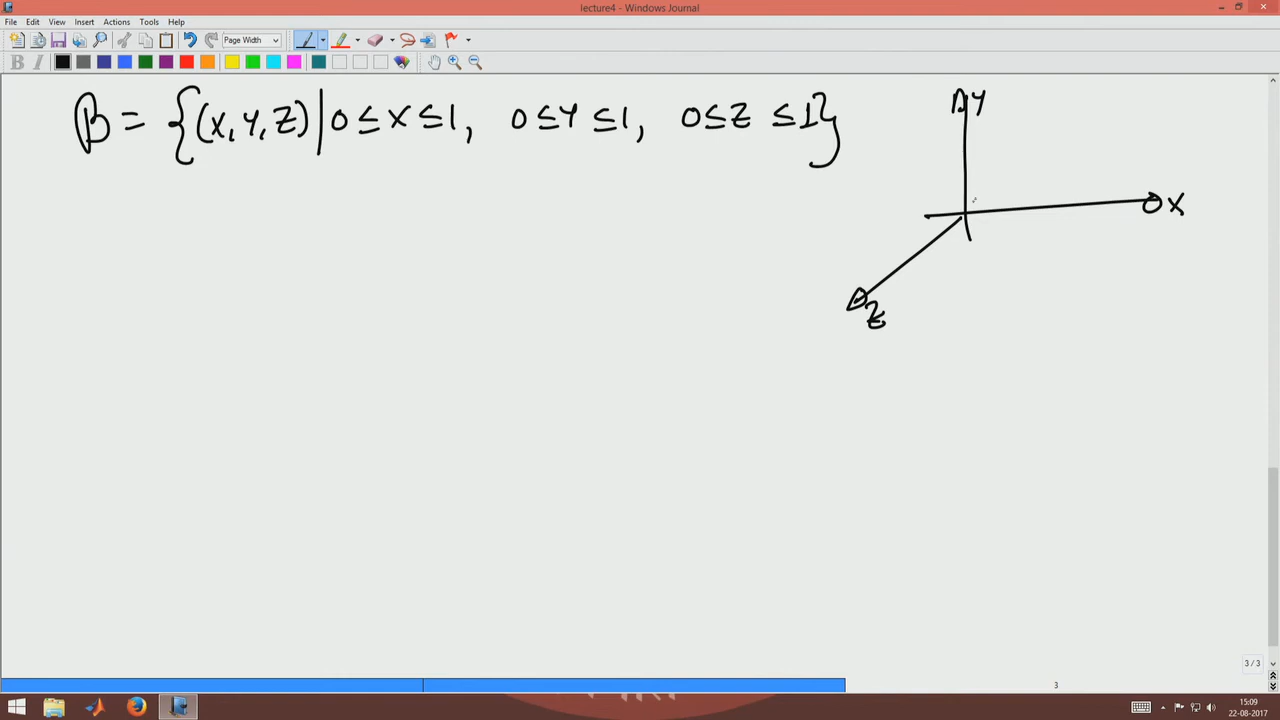 lecture4 - Windows Journal
File Edit View Insert Actions Tools Help
Page Width
B I
β = {(X, Y, Z) | 0 ≤ X ≤ 1, 0 ≤ Y ≤ 1, 0 ≤ Z ≤ 1}
Y
X
Z
3 / 3
3
15:09
22-08-2017